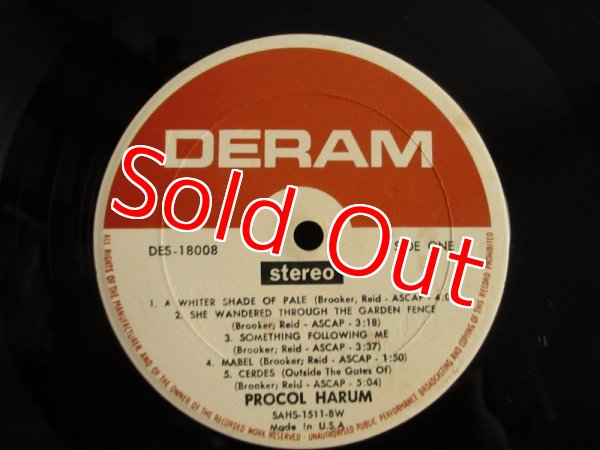 DERAM
Sold Out
DES-18008
SIDE ONE
stereo
1. A WHITER SHADE OF PALE (Brooker, Reid - ASCAP - 4:0
2. SHE WANDERED THROUGH THE GARDEN FENCE
(Brooker; Reid - ASCAP - 3:18)
3. SOMETHING FOLLOWING ME
(Brooker; Reid - ASCAP - 3:37)
4. MABEL (Brooker; Reid - ASCAP - 1:50)
5. CERDES (Outside The Gates Of)
(Brooker; Reid - ASCAP - 5:04)
PROCOL HARUM
SAHS-1511-BW
Made in U.S.A
ALL RIGHTS OF THE MANUFACTURER AND OF THE OWNER OF THE RECORDED WORK RESERVED - UNAUTHORISED PUBLIC PERFORMANCE BROADCASTING AND COPYING OF THIS RECORD PROHIBITED